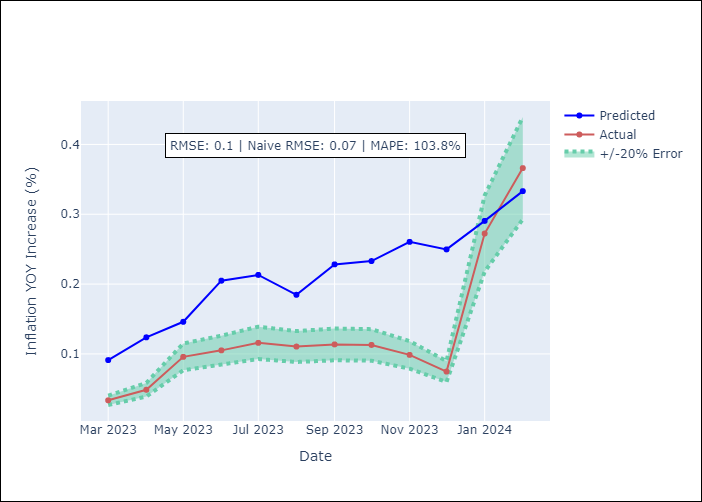 RMSE: 0.1 | Naive RMSE: 0.07 | MAPE: 103.8%
Predicted
Actual
+/-20% Error
Inflation YOY Increase (%)
0.4
0.3
0.2
0.1
Mar 2023 May 2023 Jul 2023 Sep 2023 Nov 2023 Jan 2024
Date